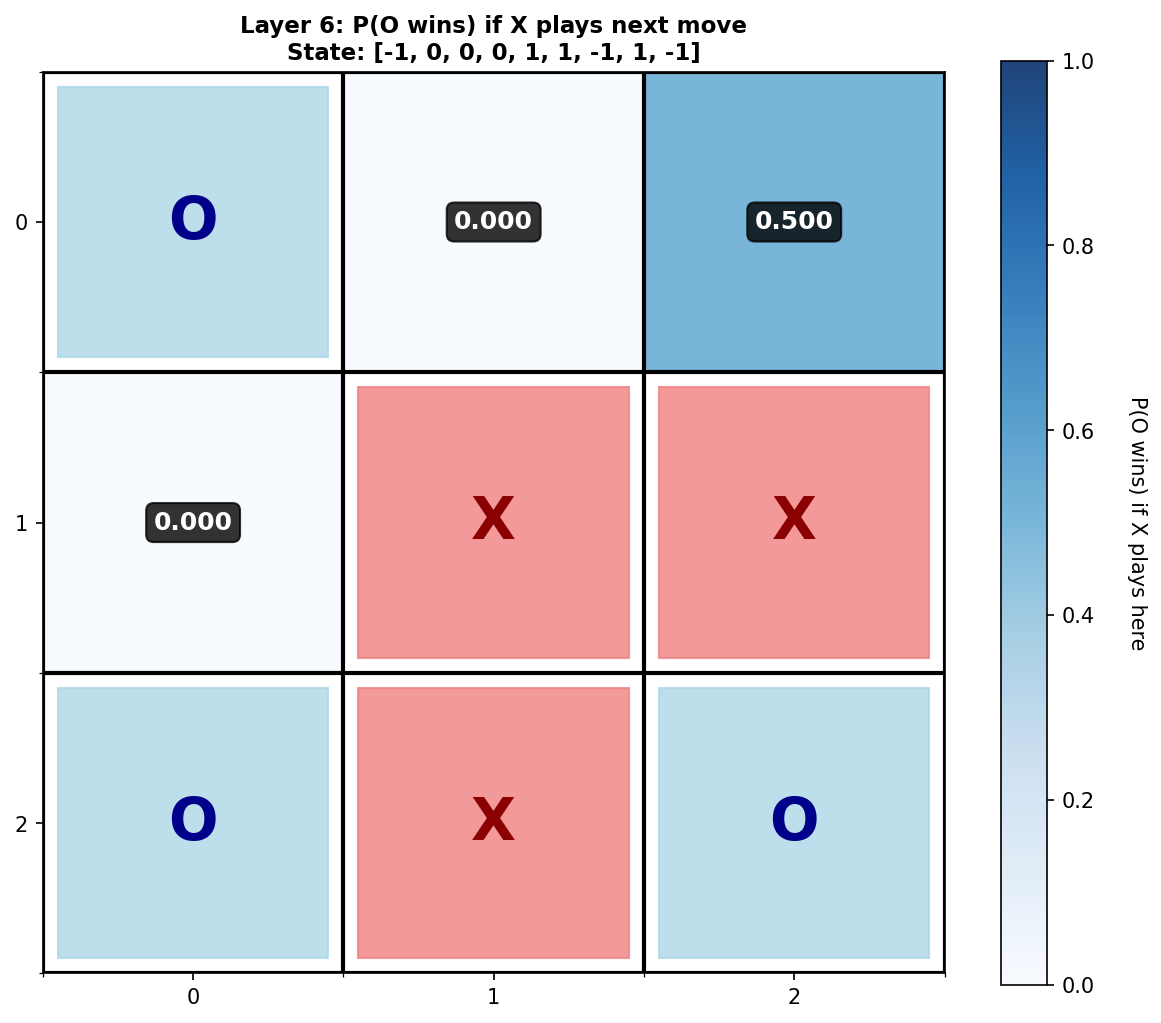 Layer 6: P(O wins) if X plays next move
State: [-1, 0, 0, 0, 1, 1, -1, 1, -1]
0
O
0.000
0.500
1
0.000
X
X
2
O
X
O
0
1
2
1.0
0.8
0.6
0.4
0.2
0.0
P(O wins) if X plays here